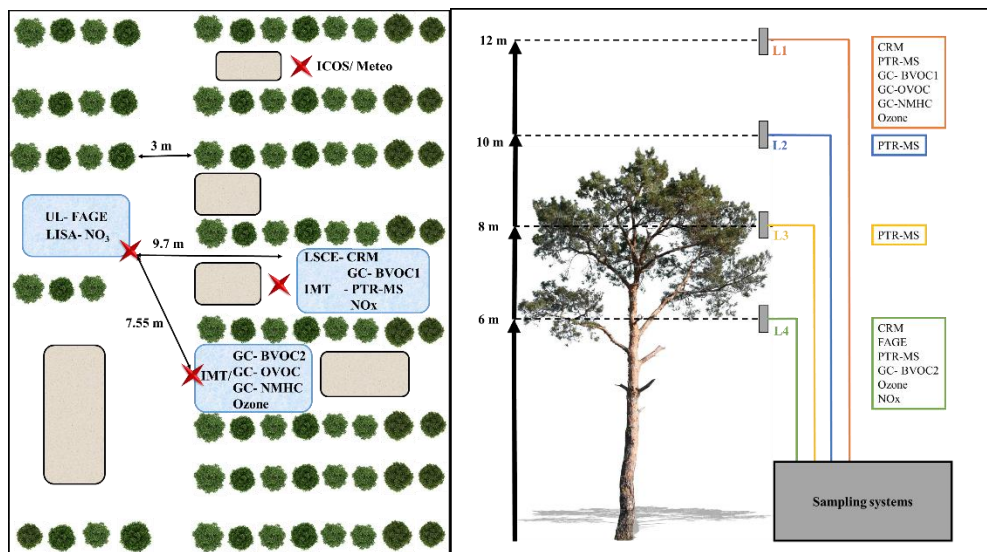 ICOS/ Meteo
3 m
UL- FAGE
LISA- NO3
9.7 m
LSCE- CRM
GC- BVOC1
IMT - PTR-MS
NOx
7.55 m
IMT/
GC- BVOC2
GC- OVOC
GC- NMHC
Ozone
12 m
L1
CRM
PTR-MS
GC- BVOC1
GC-OVOC
GC-NMHC
Ozone
10 m
L2
PTR-MS
8 m
L3
PTR-MS
6 m
L4
CRM
FAGE
PTR-MS
GC- BVOC2
Ozone
NOx
Sampling systems